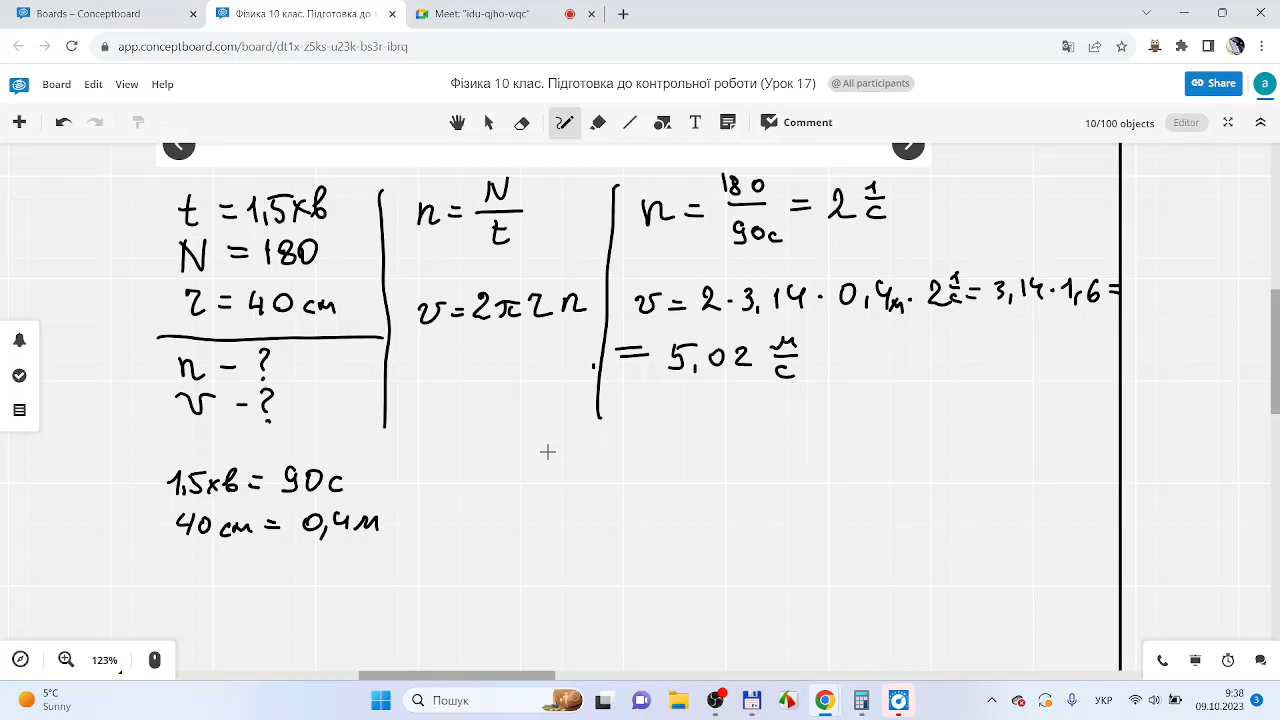 Boards – Conceptboard
Фізика 10 клас. Підготовка до ко
Meet: "idu-qjho-wqc"
app.conceptboard.com/board/dt1x-z5ks-u23k-bs3r-ibrq
Board Edit View Help
Фізика 10 клас. Підготовка до контрольної роботи (Урок 17)
@ All participants
Share
a
T
Comment
10/100 objects
Editor
t = 1,5хв
N = 180
r = 40 см
n - ?
v - ?
1,5хв = 90с
40 см = 0,4м
n = N/t
v = 2πrn
n = 180/90с = 2 1/с
v = 2 · 3,14 · 0,4м · 2 1/с = 3,14 · 1,6 =
= 5,02 м/с
123%
5°C
Sunny
Пошук
УКР
9:38
09.10.2023
3